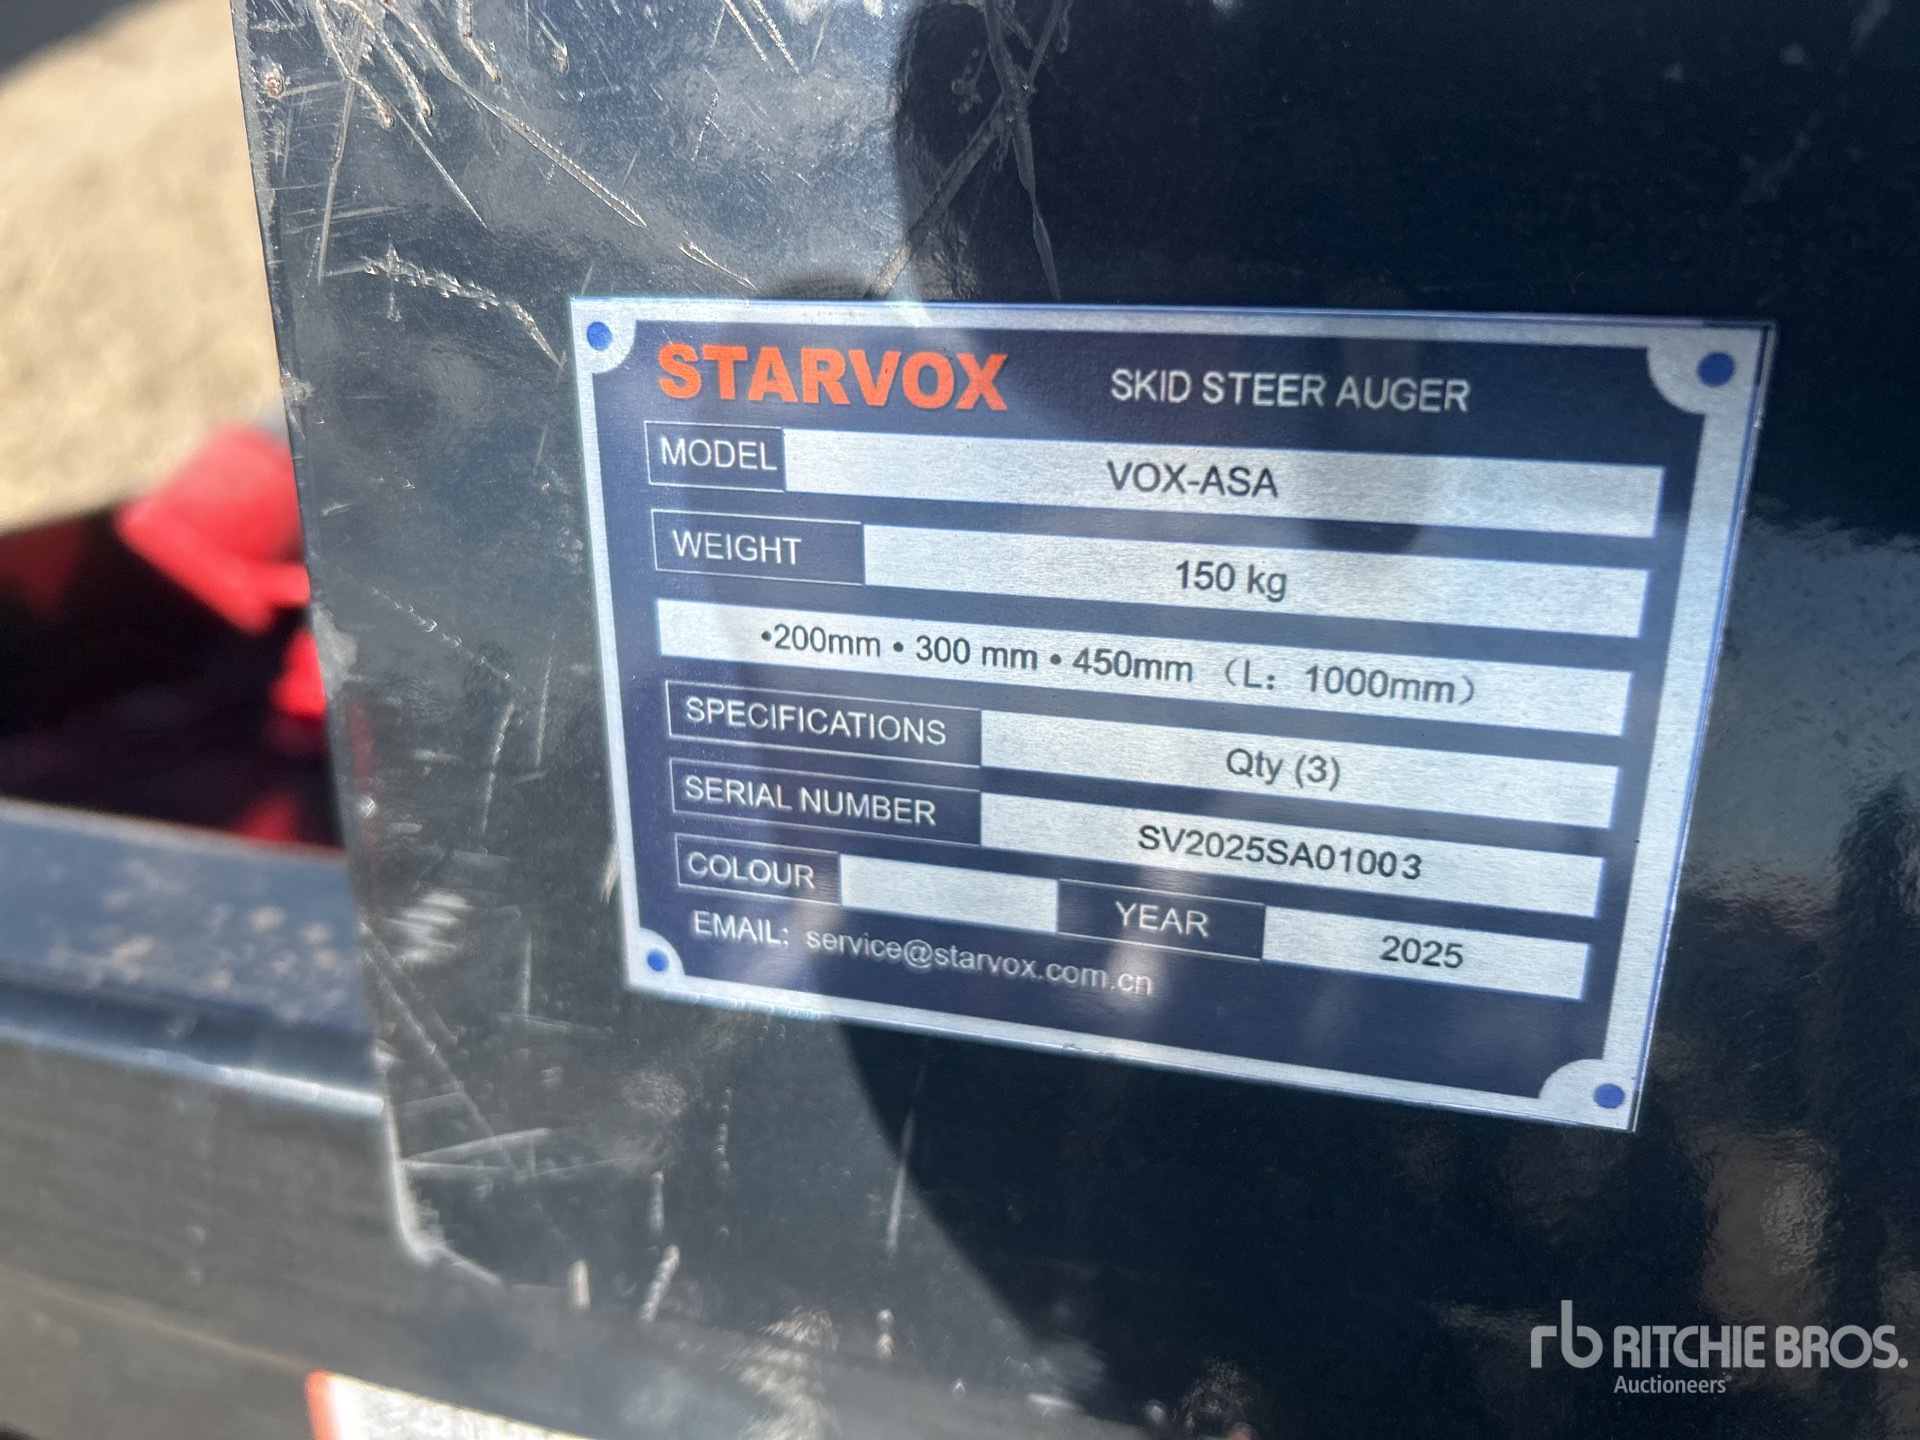 STARVOX SKID STEER AUGER
MODEL VOX-ASA
WEIGHT 150 kg
•200mm • 300 mm • 450mm （L： 1000mm）
SPECIFICATIONS Qty (3)
SERIAL NUMBER SV2025SA01003
COLOUR YEAR 2025
EMAIL: service@starvox.com.cn
rb RITCHIE BROS.
Auctioneers